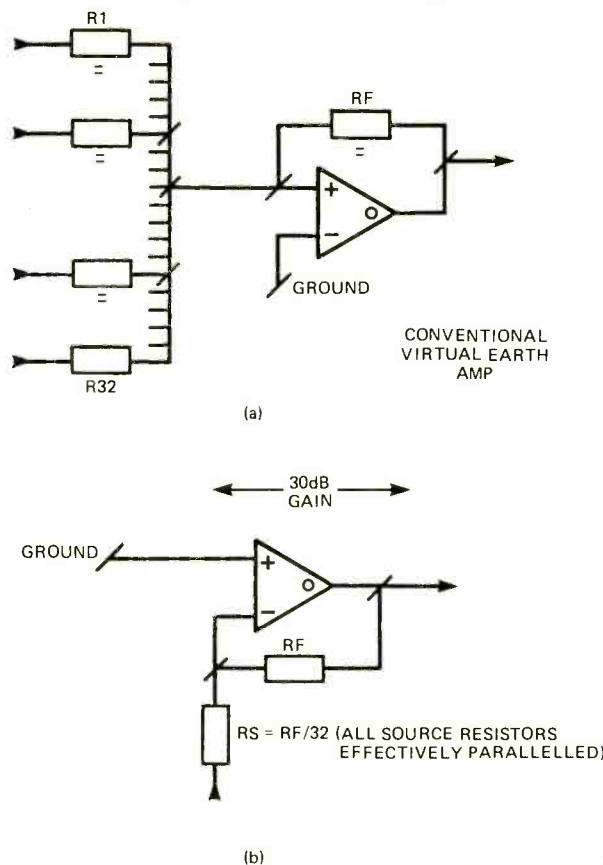 R1
=
=
RF
=
+
−
O
GROUND
=
R32
CONVENTIONAL
VIRTUAL EARTH
AMP
(a)
30dB
GAIN
GROUND
+
O
−
RF
RS = RF/32 (ALL SOURCE RESISTORS
EFFECTIVELY PARALLELLED)
(b)